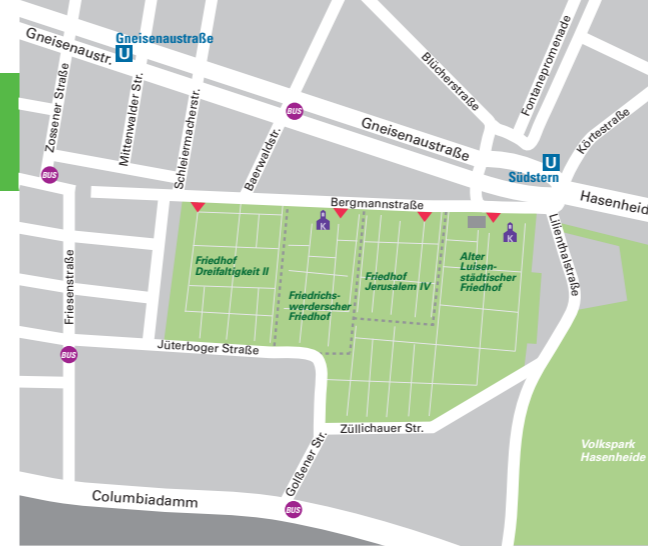 Gneisenaustraße
U
Gneisenaustr.
Zossener Straße
Mittenwalder Str.
Schleiermacherstr.
Baerwaldstr.
BUS
Blücherstraße
Fontanepromenade
Körtestraße
Gneisenaustraße
U
Südstern
Hasenheide
BUS
Bergmannstraße
K
K
Lilienthalstraße
Friedhof
Dreifaltigkeit II
Friedrichs-
werderscher
Friedhof
Friedhof
Jerusalem IV
Alter
Luisen-
städtischer
Friedhof
Friesenstraße
BUS
Jüterboger Straße
Züllichauer Str.
Golßener Str.
Volkspark
Hasenheide
Columbiadamm
BUS